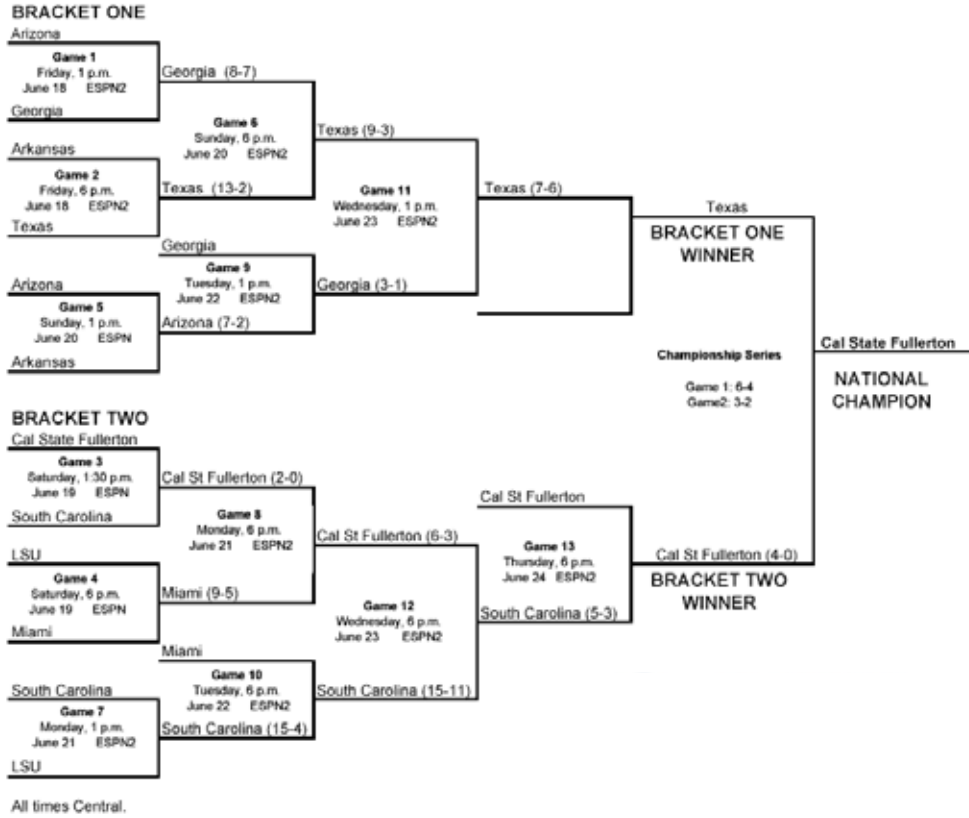 BRACKET ONE
Arizona
Game 1
Friday, 1 p.m.
June 18 ESPN2
Georgia
Georgia (8-7)
Arkansas
Game 2
Friday, 6 p.m.
June 18 ESPN2
Texas
Texas (13-2)
Game 6
Sunday, 6 p.m.
June 20 ESPN2
Texas (9-3)
Arizona
Game 5
Sunday, 1 p.m.
June 20 ESPN
Arkansas
Georgia
Game 9
Tuesday, 1 p.m.
June 22 ESPN2
Arizona (7-2)
Georgia (3-1)
Game 11
Wednesday, 1 p.m.
June 23 ESPN2
Texas (7-6)
Texas
BRACKET ONE
WINNER
Championship Series
Game 1: 6-4
Game2: 3-2
Cal State Fullerton
NATIONAL
CHAMPION
BRACKET TWO
Cal State Fullerton
Game 3
Saturday, 1:30 p.m.
June 19 ESPN
South Carolina
Cal St Fullerton (2-0)
LSU
Game 4
Saturday, 6 p.m.
June 19 ESPN
Miami
Miami (9-5)
Game 8
Monday, 6 p.m.
June 21 ESPN2
Cal St Fullerton (6-3)
South Carolina
Game 7
Monday, 1 p.m.
June 21 ESPN2
LSU
Miami
Game 10
Tuesday, 6 p.m.
June 22 ESPN2
South Carolina (15-4)
South Carolina (15-11)
Game 12
Wednesday, 6 p.m.
June 23 ESPN2
Cal St Fullerton
Game 13
Thursday, 6 p.m.
June 24 ESPN2
South Carolina (5-3)
Cal St Fullerton (4-0)
BRACKET TWO
WINNER
All times Central.